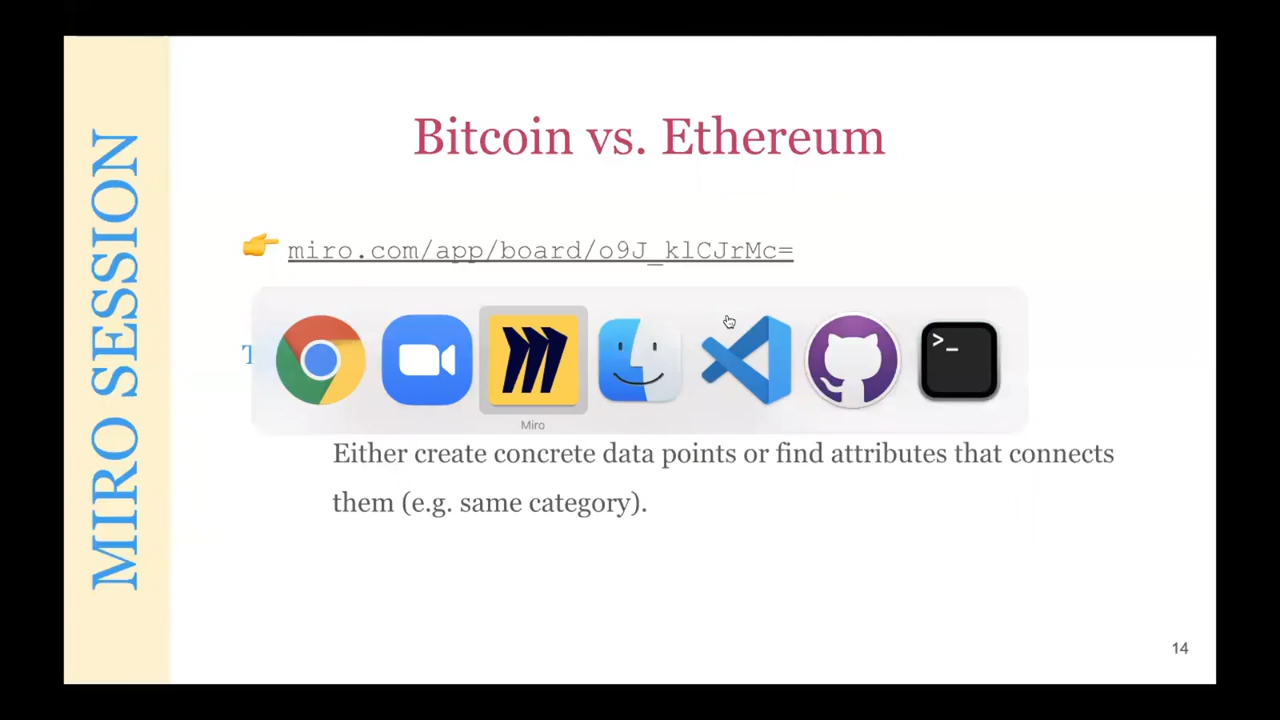 MIRO SESSION
Bitcoin vs. Ethereum
miro.com/app/board/o9J_klCJrMc=
T
>_
Miro
Either create concrete data points or find attributes that connects
them (e.g. same category).
14